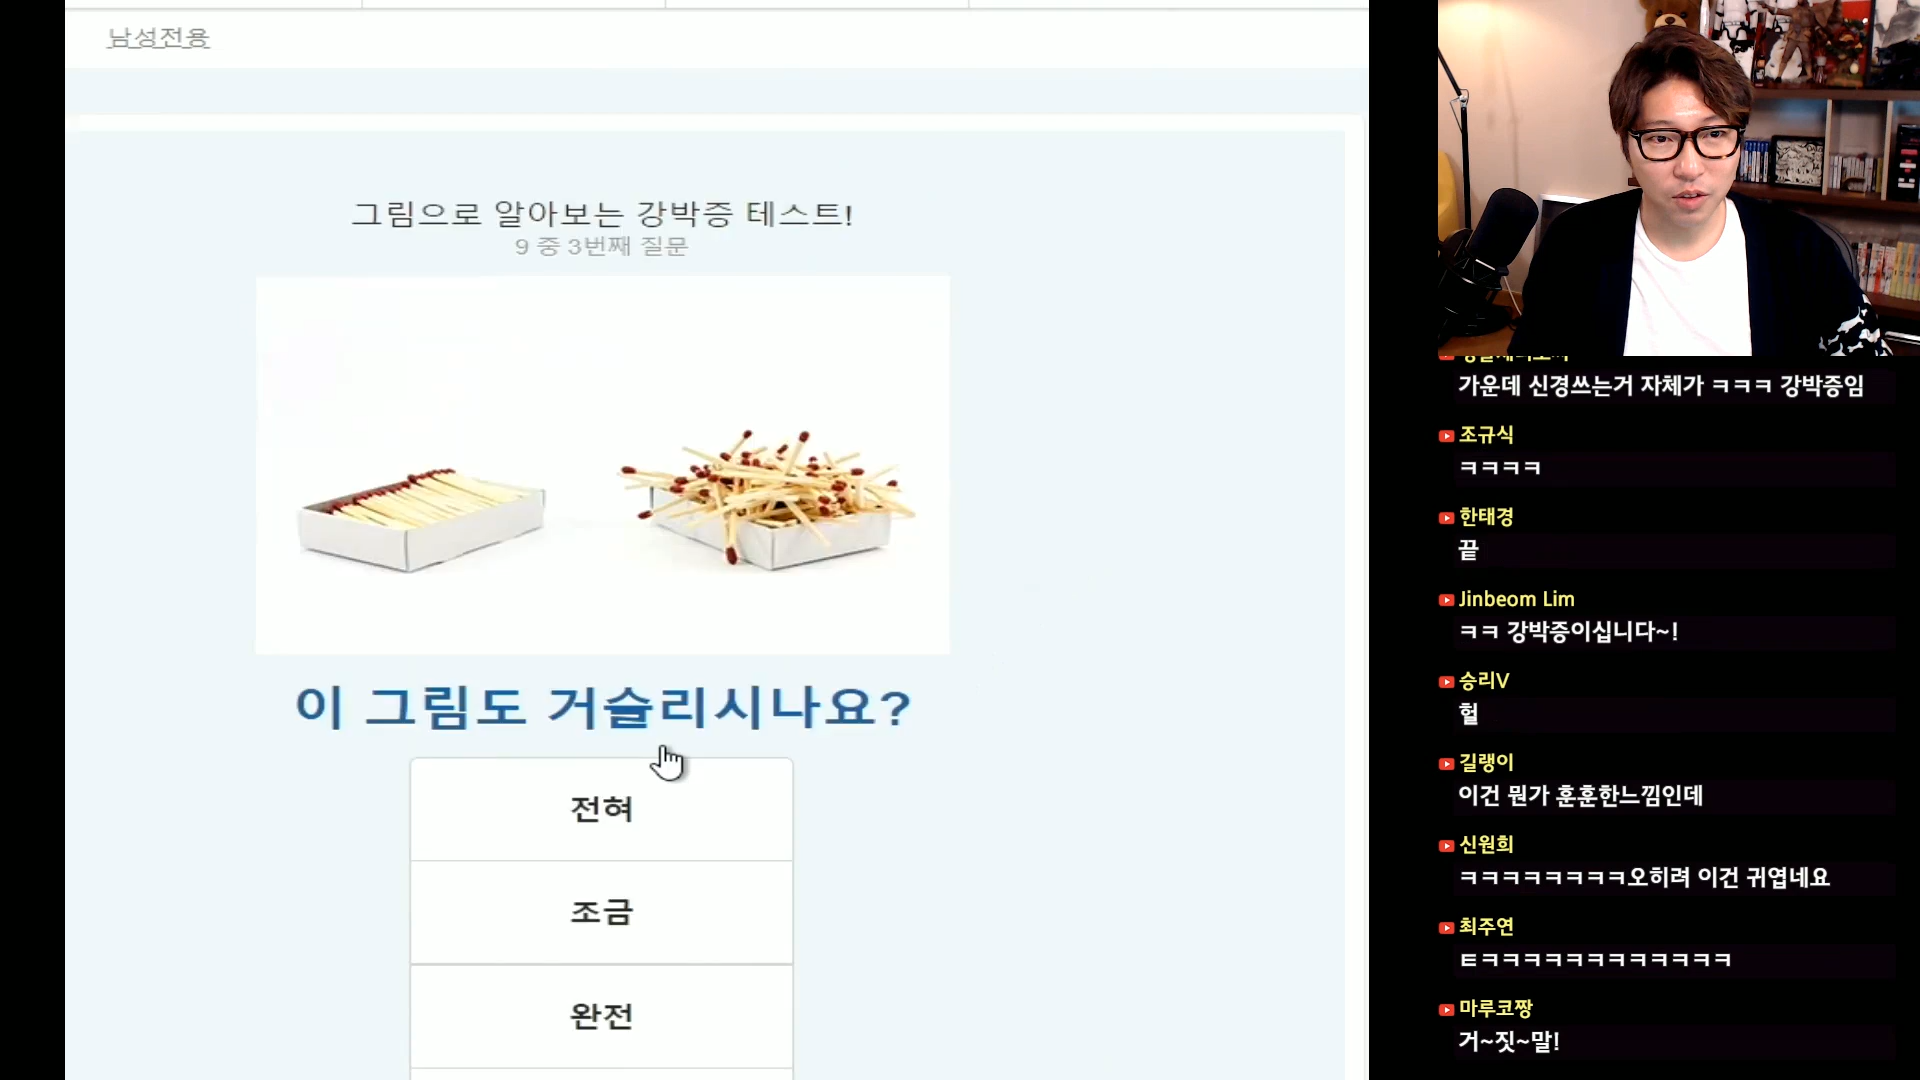 남성전용
그림으로 알아보는 강박증 테스트!
9 중 3번째 질문
이 그림도 거슬리시나요?
전혀
조금
완전
가운데 신경쓰는거 자체가 ㅋㅋㅋ 강박증임
조규식
ㅋㅋㅋㅋ
한태경
끝
Jinbeom Lim
ㅋㅋ 강박증이십니다~!
승리V
헐
길랭이
이건 뭔가 훈훈한느낌인데
신원희
ㅋㅋㅋㅋㅋㅋㅋㅋ오히려 이건 귀엽네요
최주연
ㅌㅋㅋㅋㅋㅋㅋㅋㅋㅋㅋㅋㅋ
마루코짱
거~짓~말!